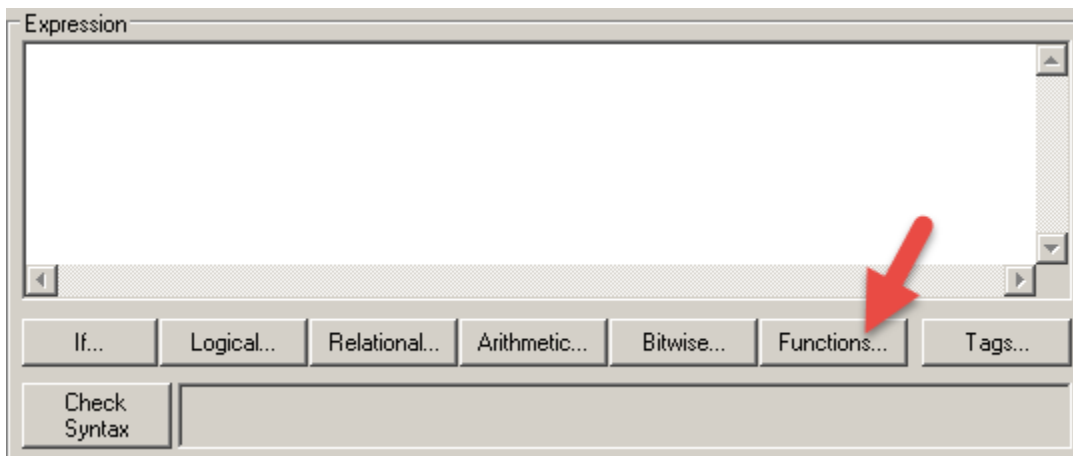 Expression
If... Logical... Relational... Arithmetic... Bitwise... Functions... Tags...
Check
Syntax